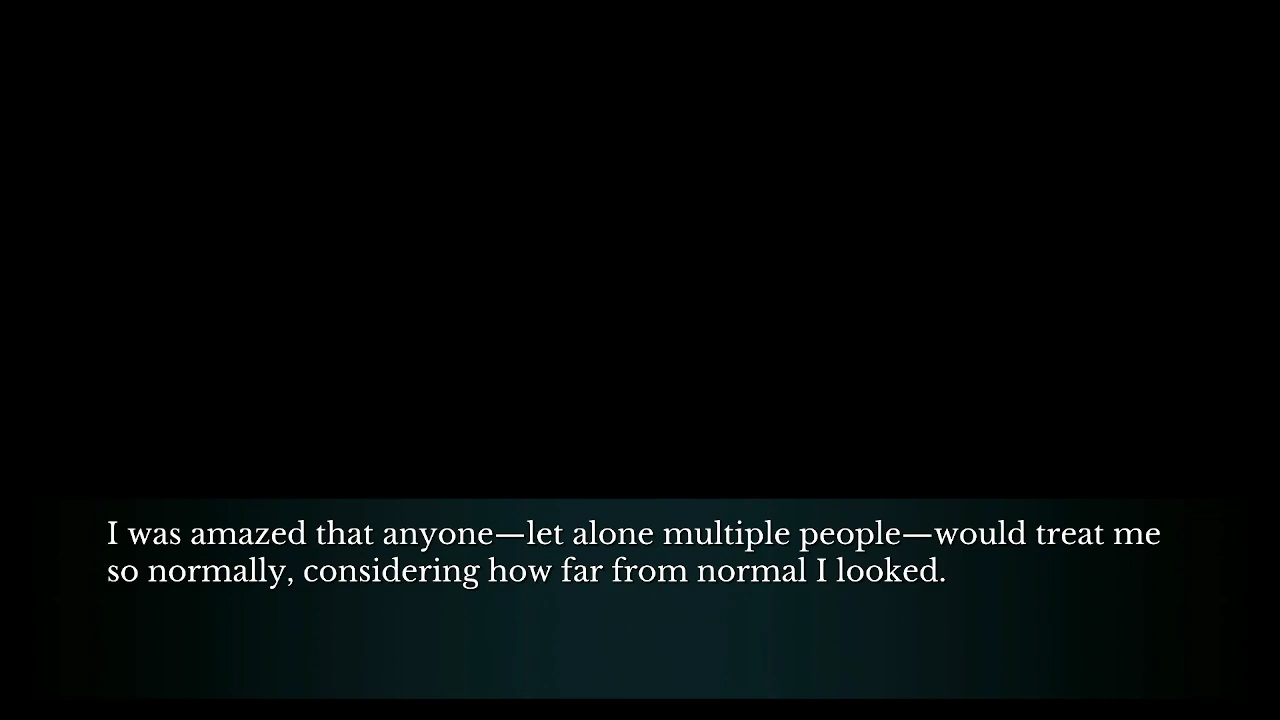 I was amazed that anyone—let alone multiple people—would treat me
so normally, considering how far from normal I looked.